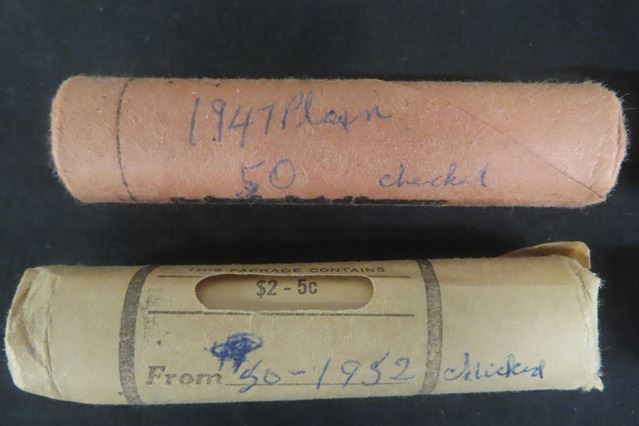 1947 Plain
50 checked
THIS PACKAGE CONTAINS
$2 - 5c
From 50 - 1952 checked